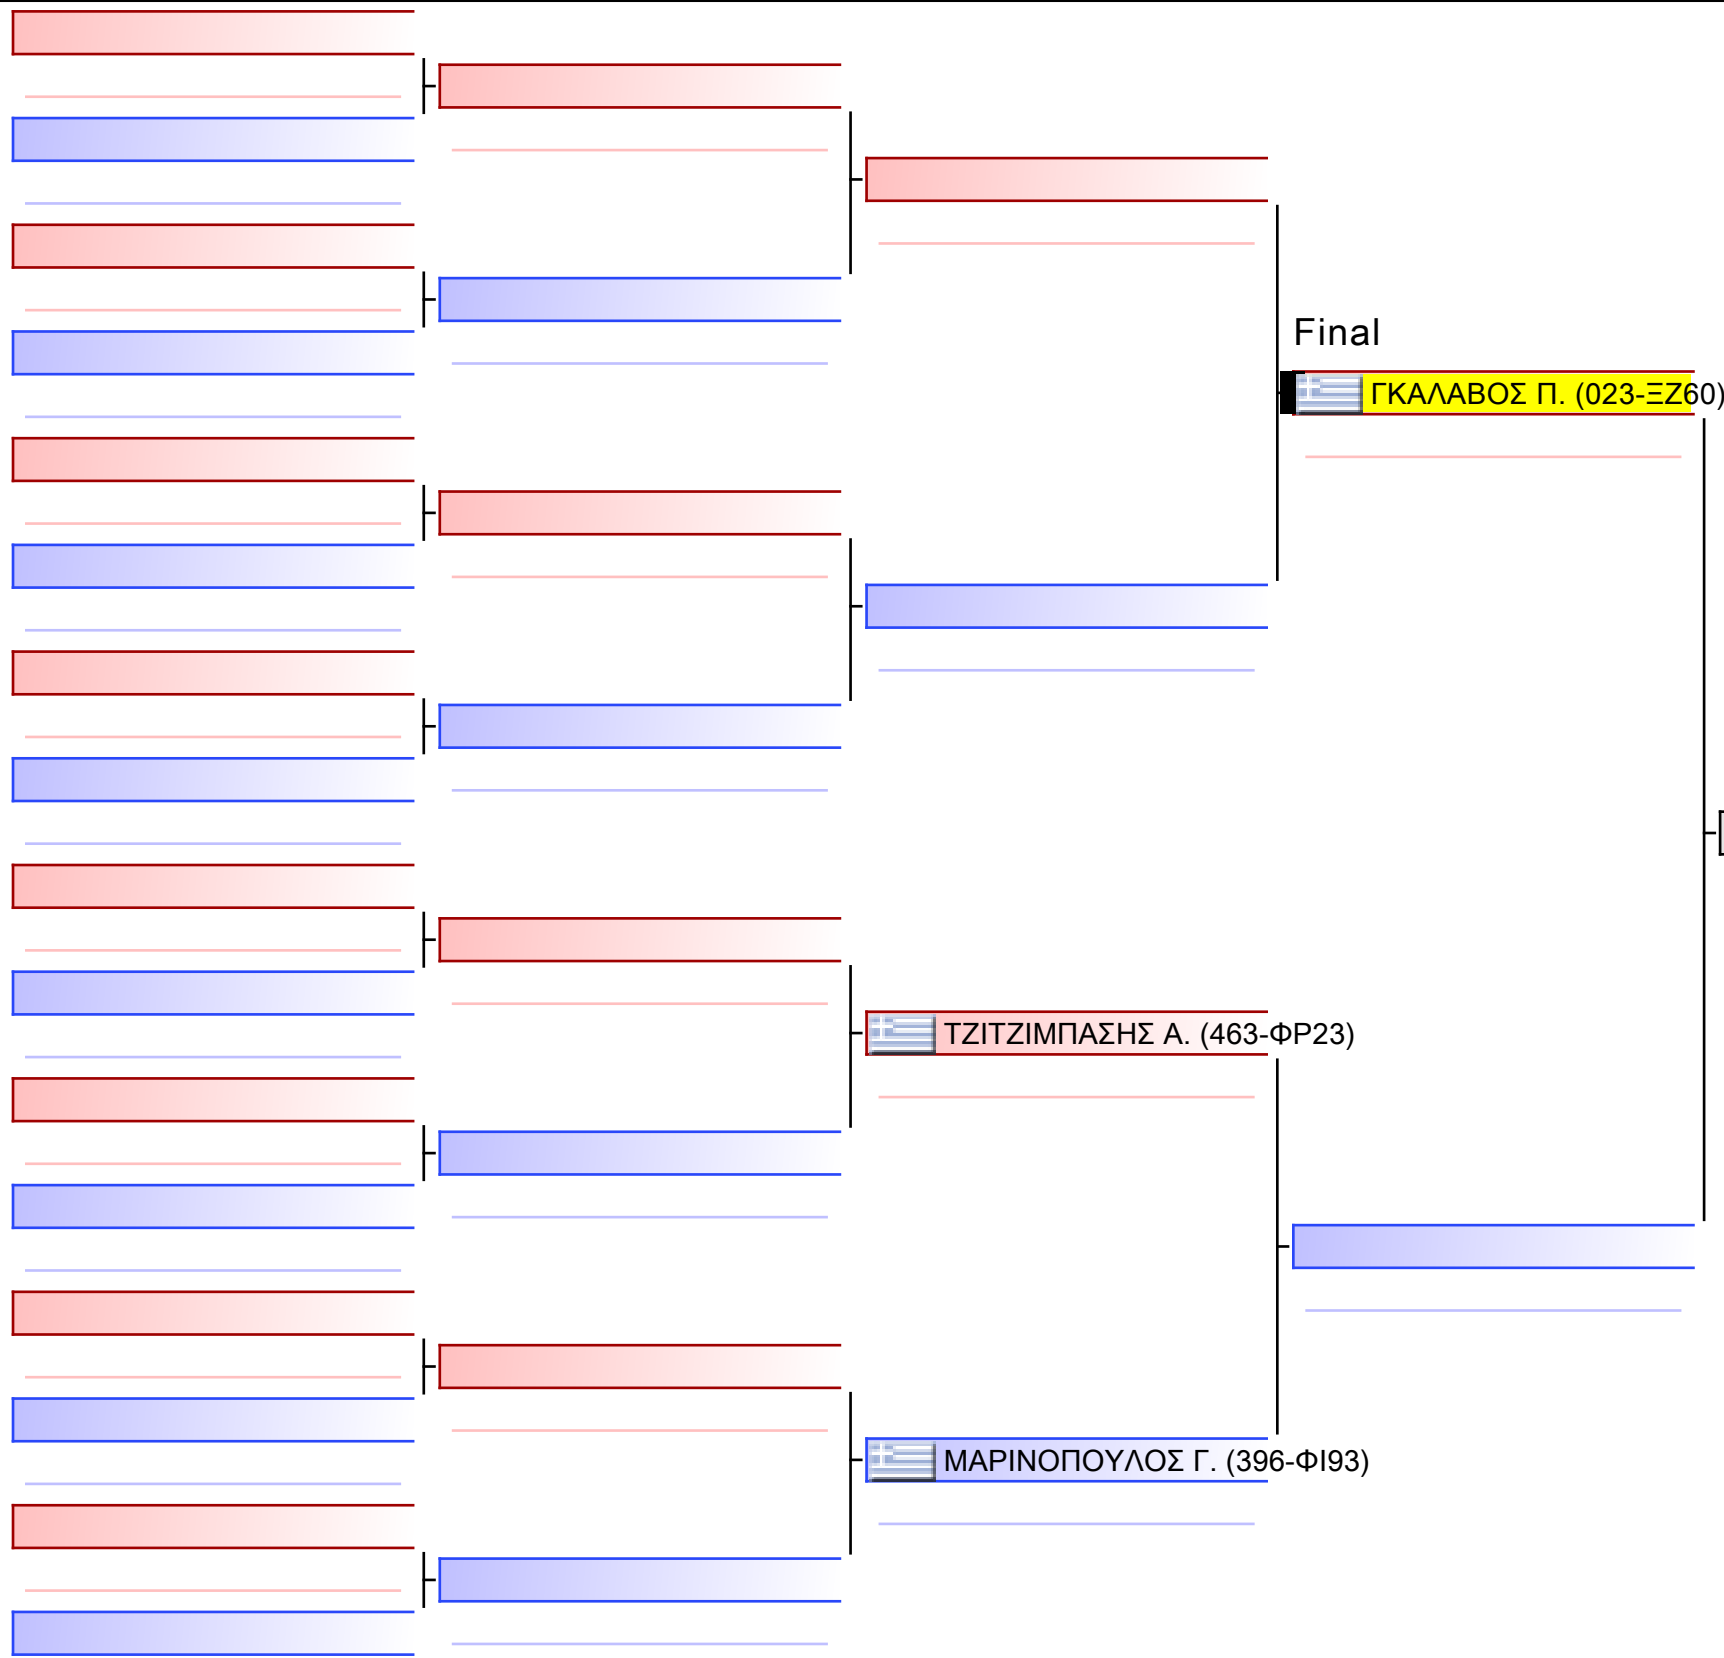 Final
ΓΚΑΛΑΒΟΣ Π. (023-ΞΖ60)
ΤΖΙΤΖΙΜΠΑΣΗΣ Α. (463-ΦΡ23)
ΜΑΡΙΝΟΠΟΥΛΟΣ Γ. (396-ΦΙ93)